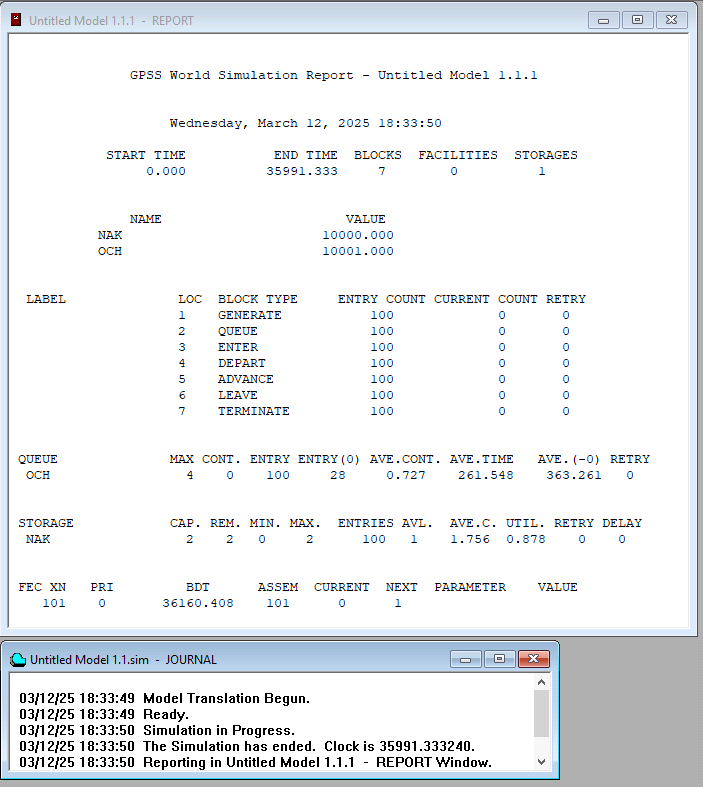 Untitled Model 1.1.1  -  REPORT
GPSS World Simulation Report - Untitled Model 1.1.1
Wednesday, March 12, 2025 18:33:50
START TIME           END TIME  BLOCKS  FACILITIES  STORAGES
0.000          35991.333     7        0          1
NAME                       VALUE
NAK                         10000.000
OCH                         10001.000
LABEL              LOC  BLOCK TYPE     ENTRY COUNT CURRENT COUNT RETRY
1    GENERATE           100             0       0
2    QUEUE              100             0       0
3    ENTER              100             0       0
4    DEPART             100             0       0
5    ADVANCE            100             0       0
6    LEAVE              100             0       0
7    TERMINATE          100             0       0
QUEUE              MAX CONT. ENTRY ENTRY(0) AVE.CONT. AVE.TIME   AVE.(-0) RETRY
OCH                 4    0    100     28     0.727    261.548    363.261   0
STORAGE            CAP. REM. MIN. MAX.  ENTRIES AVL.  AVE.C. UTIL. RETRY DELAY
NAK                 2    2   0     2      100   1    1.756  0.878    0    0
FEC XN   PRI         BDT      ASSEM  CURRENT  NEXT  PARAMETER    VALUE
101    0       36160.408    101      0      1
Untitled Model 1.1.sim  -  JOURNAL
03/12/25 18:33:49  Model Translation Begun.
03/12/25 18:33:49  Ready.
03/12/25 18:33:50  Simulation in Progress.
03/12/25 18:33:50  The Simulation has ended.  Clock is 35991.333240.
03/12/25 18:33:50  Reporting in Untitled Model 1.1.1  -  REPORT Window.